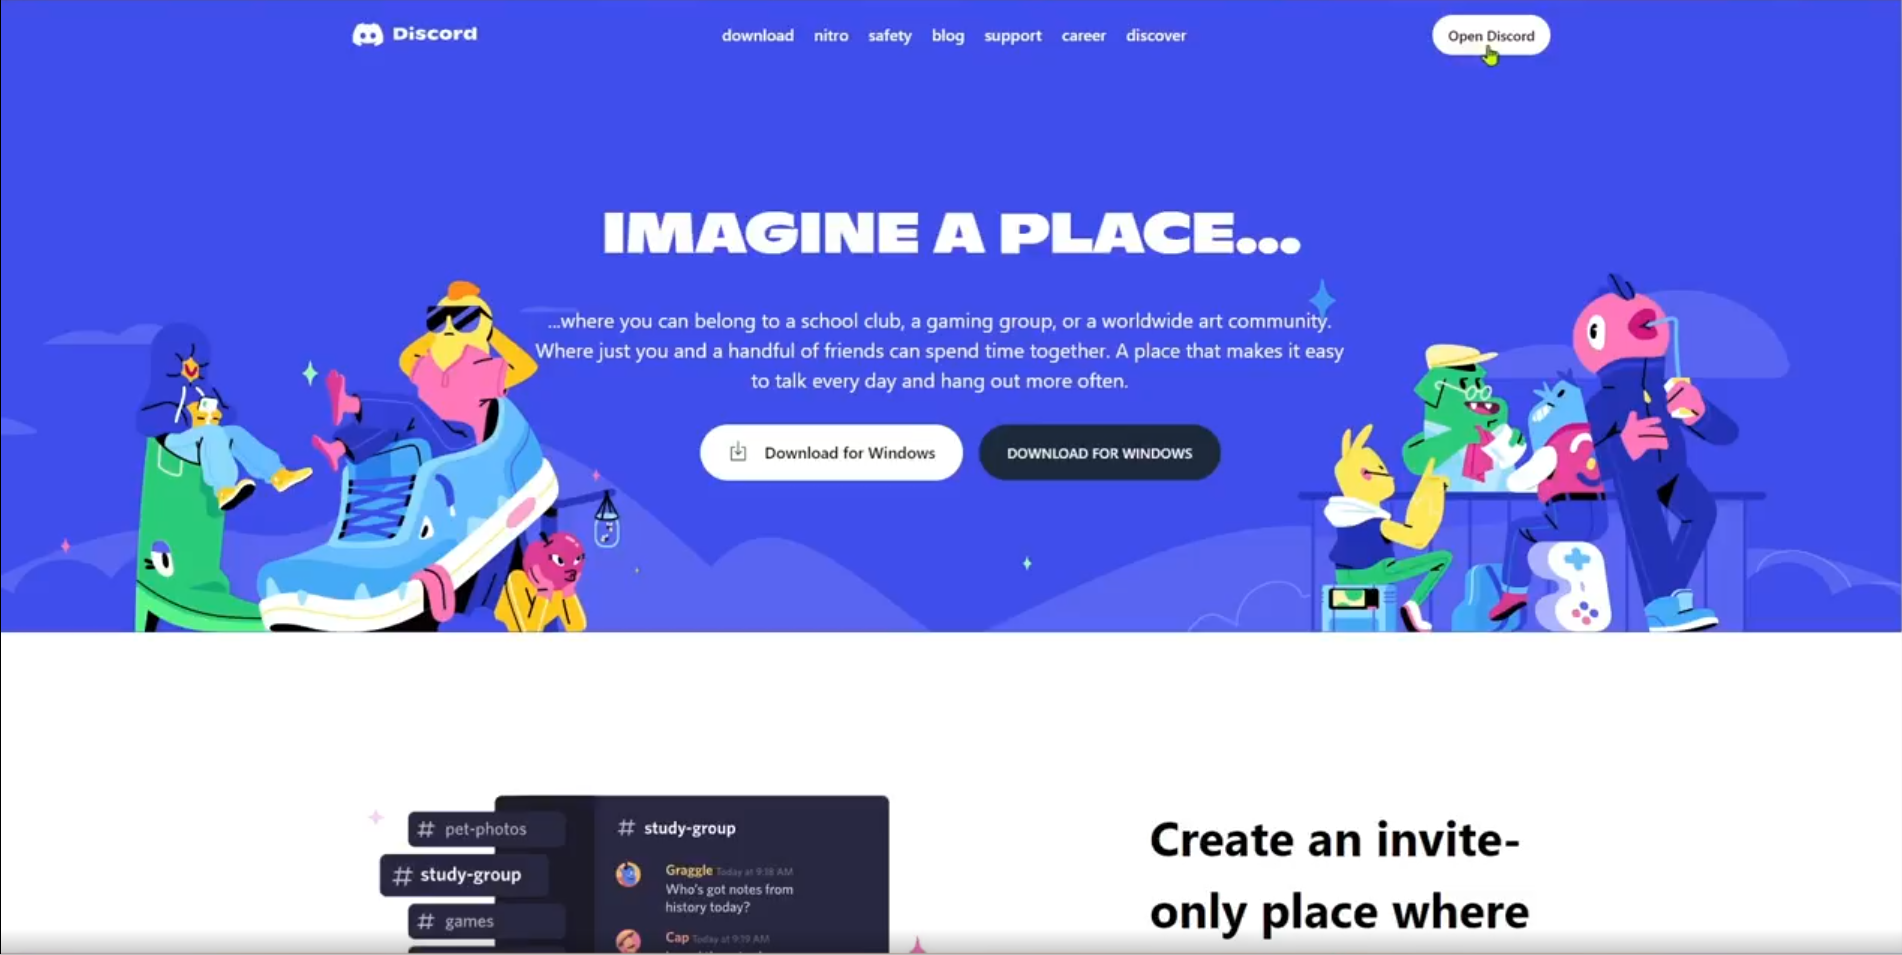 Discord
download nitro safety blog support career discover
Open Discord
IMAGINE A PLACE...
...where you can belong to a school club, a gaming group, or a worldwide art community.
Where just you and a handful of friends can spend time together. A place that makes it easy
to talk every day and hang out more often.
Download for Windows
DOWNLOAD FOR WINDOWS
# pet-photos
# study-group
# games
# study-group
Graggle Today at 9:18 AM
Who's got notes from
history today?
Cap Today at 9:19 AM
Create an invite-
only place where